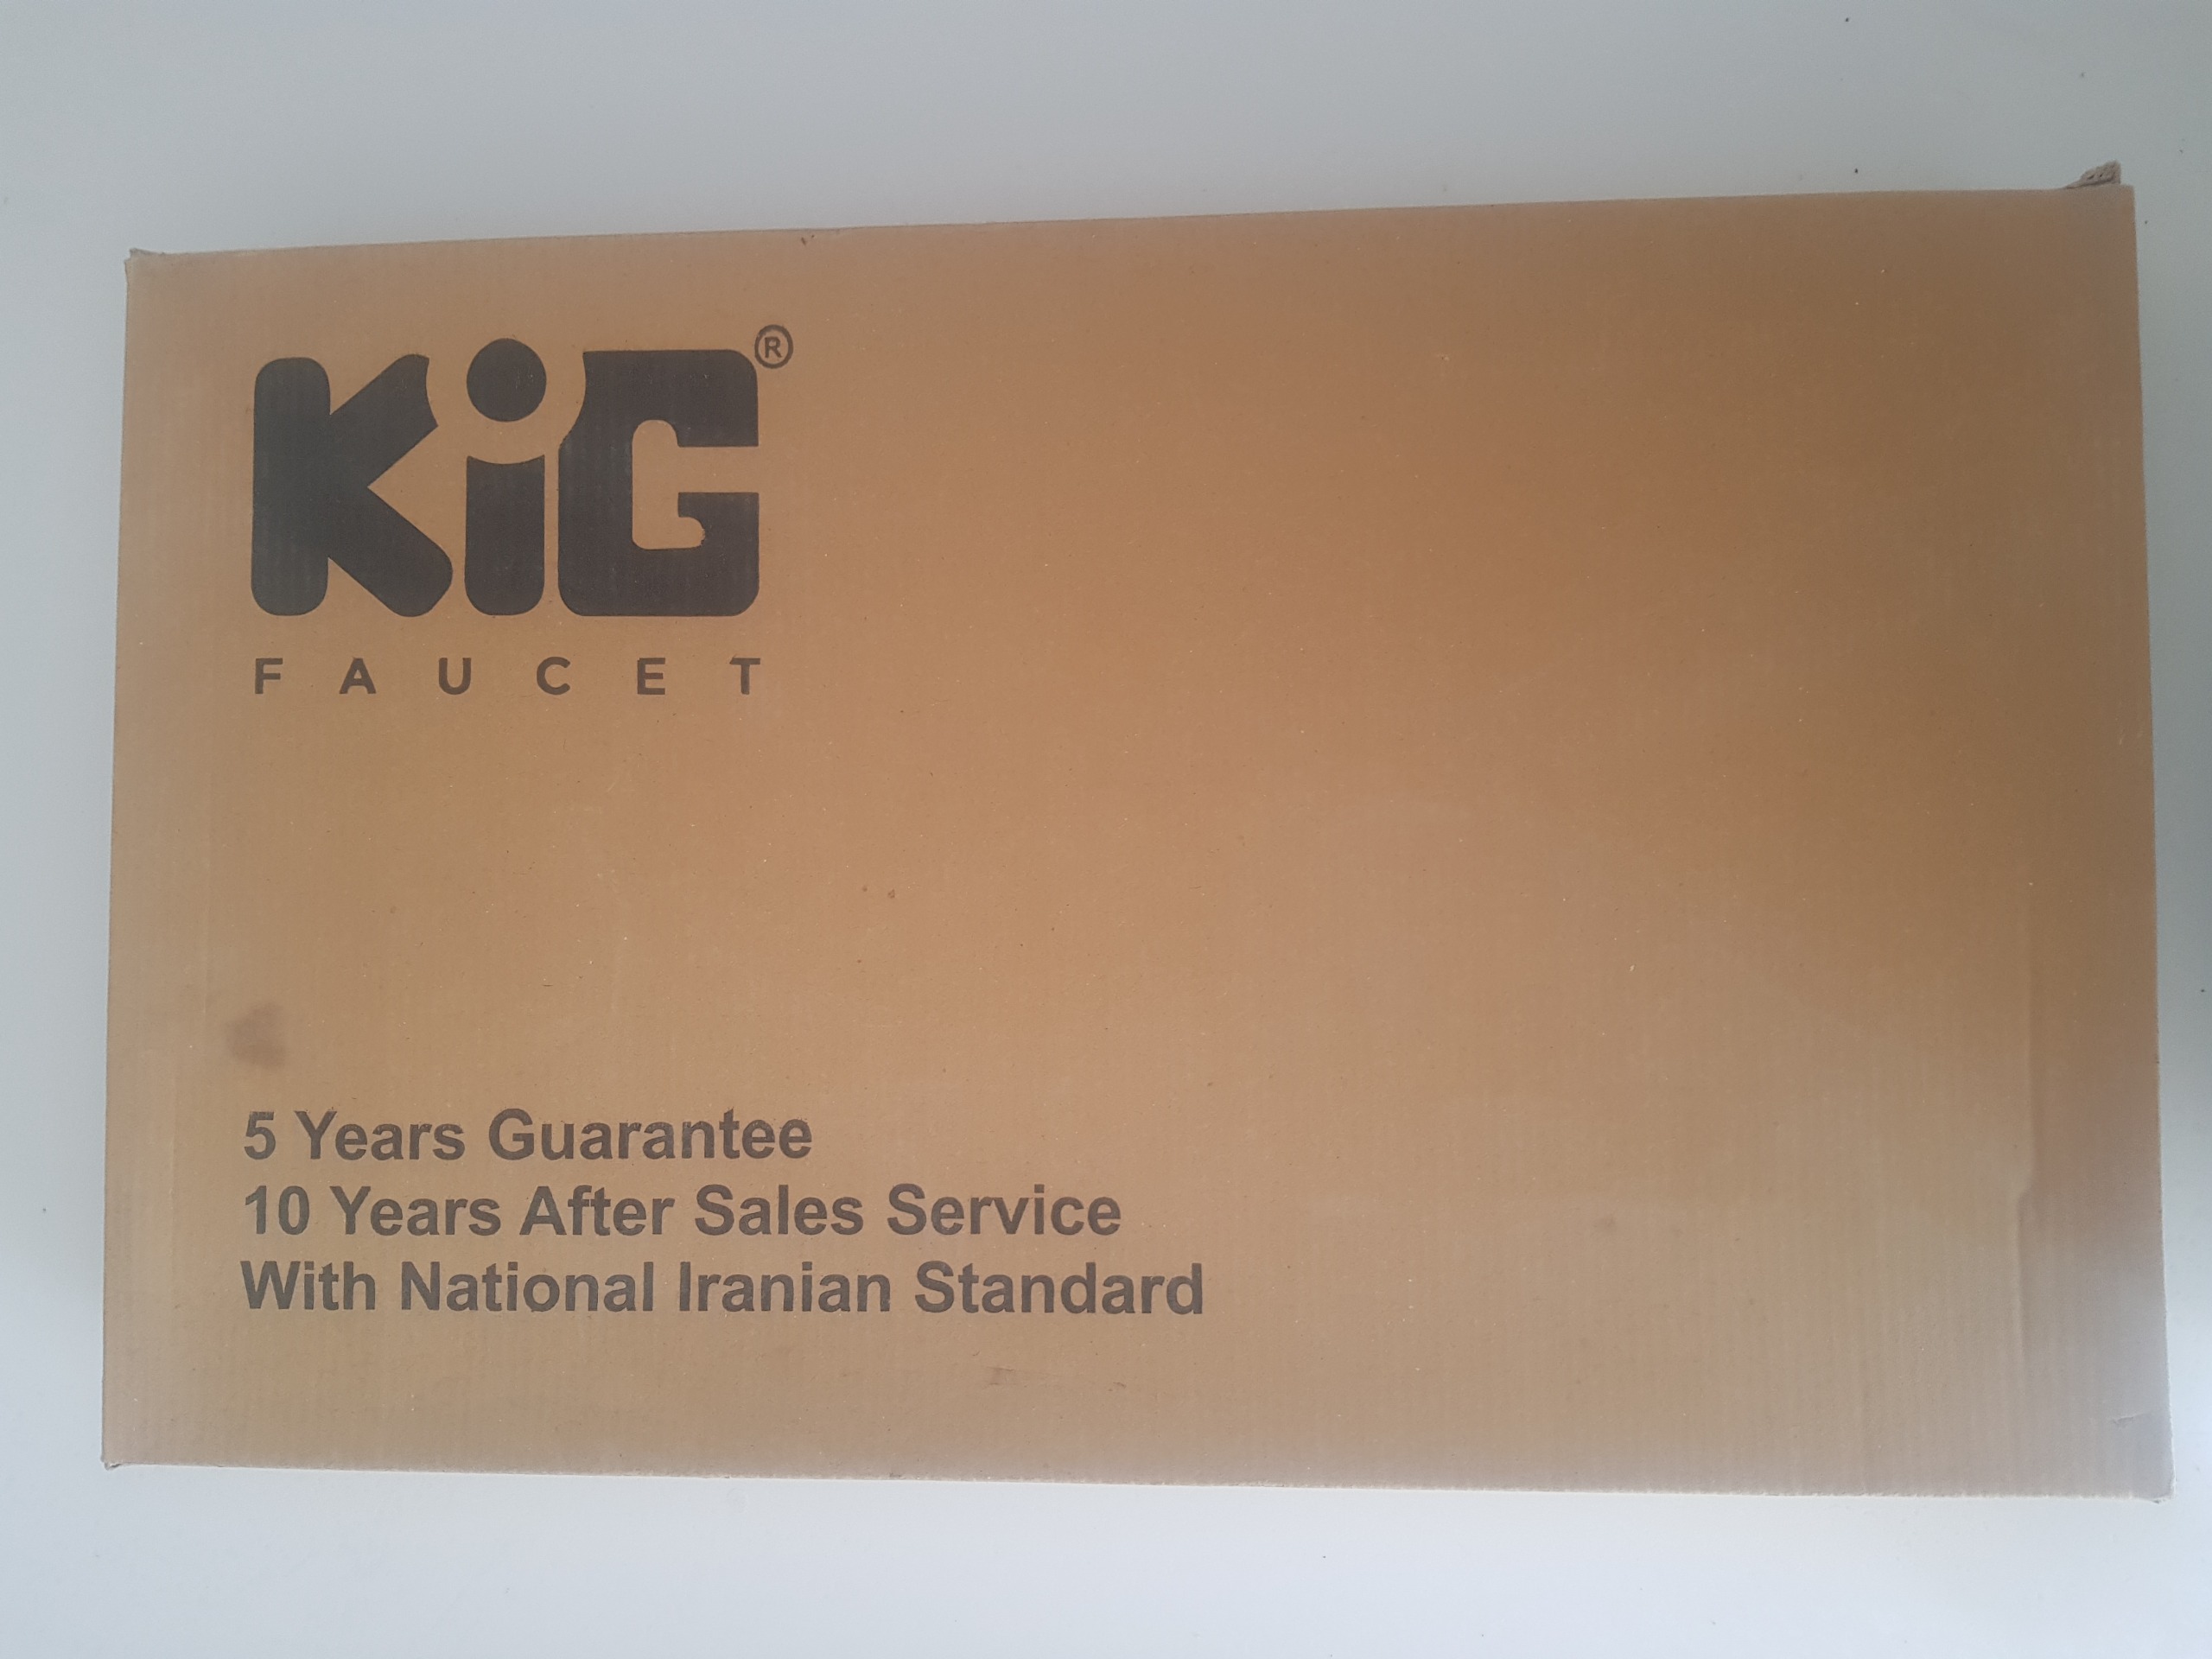 KiG®
FAUCET
5 Years Guarantee
10 Years After Sales Service
With National Iranian Standard